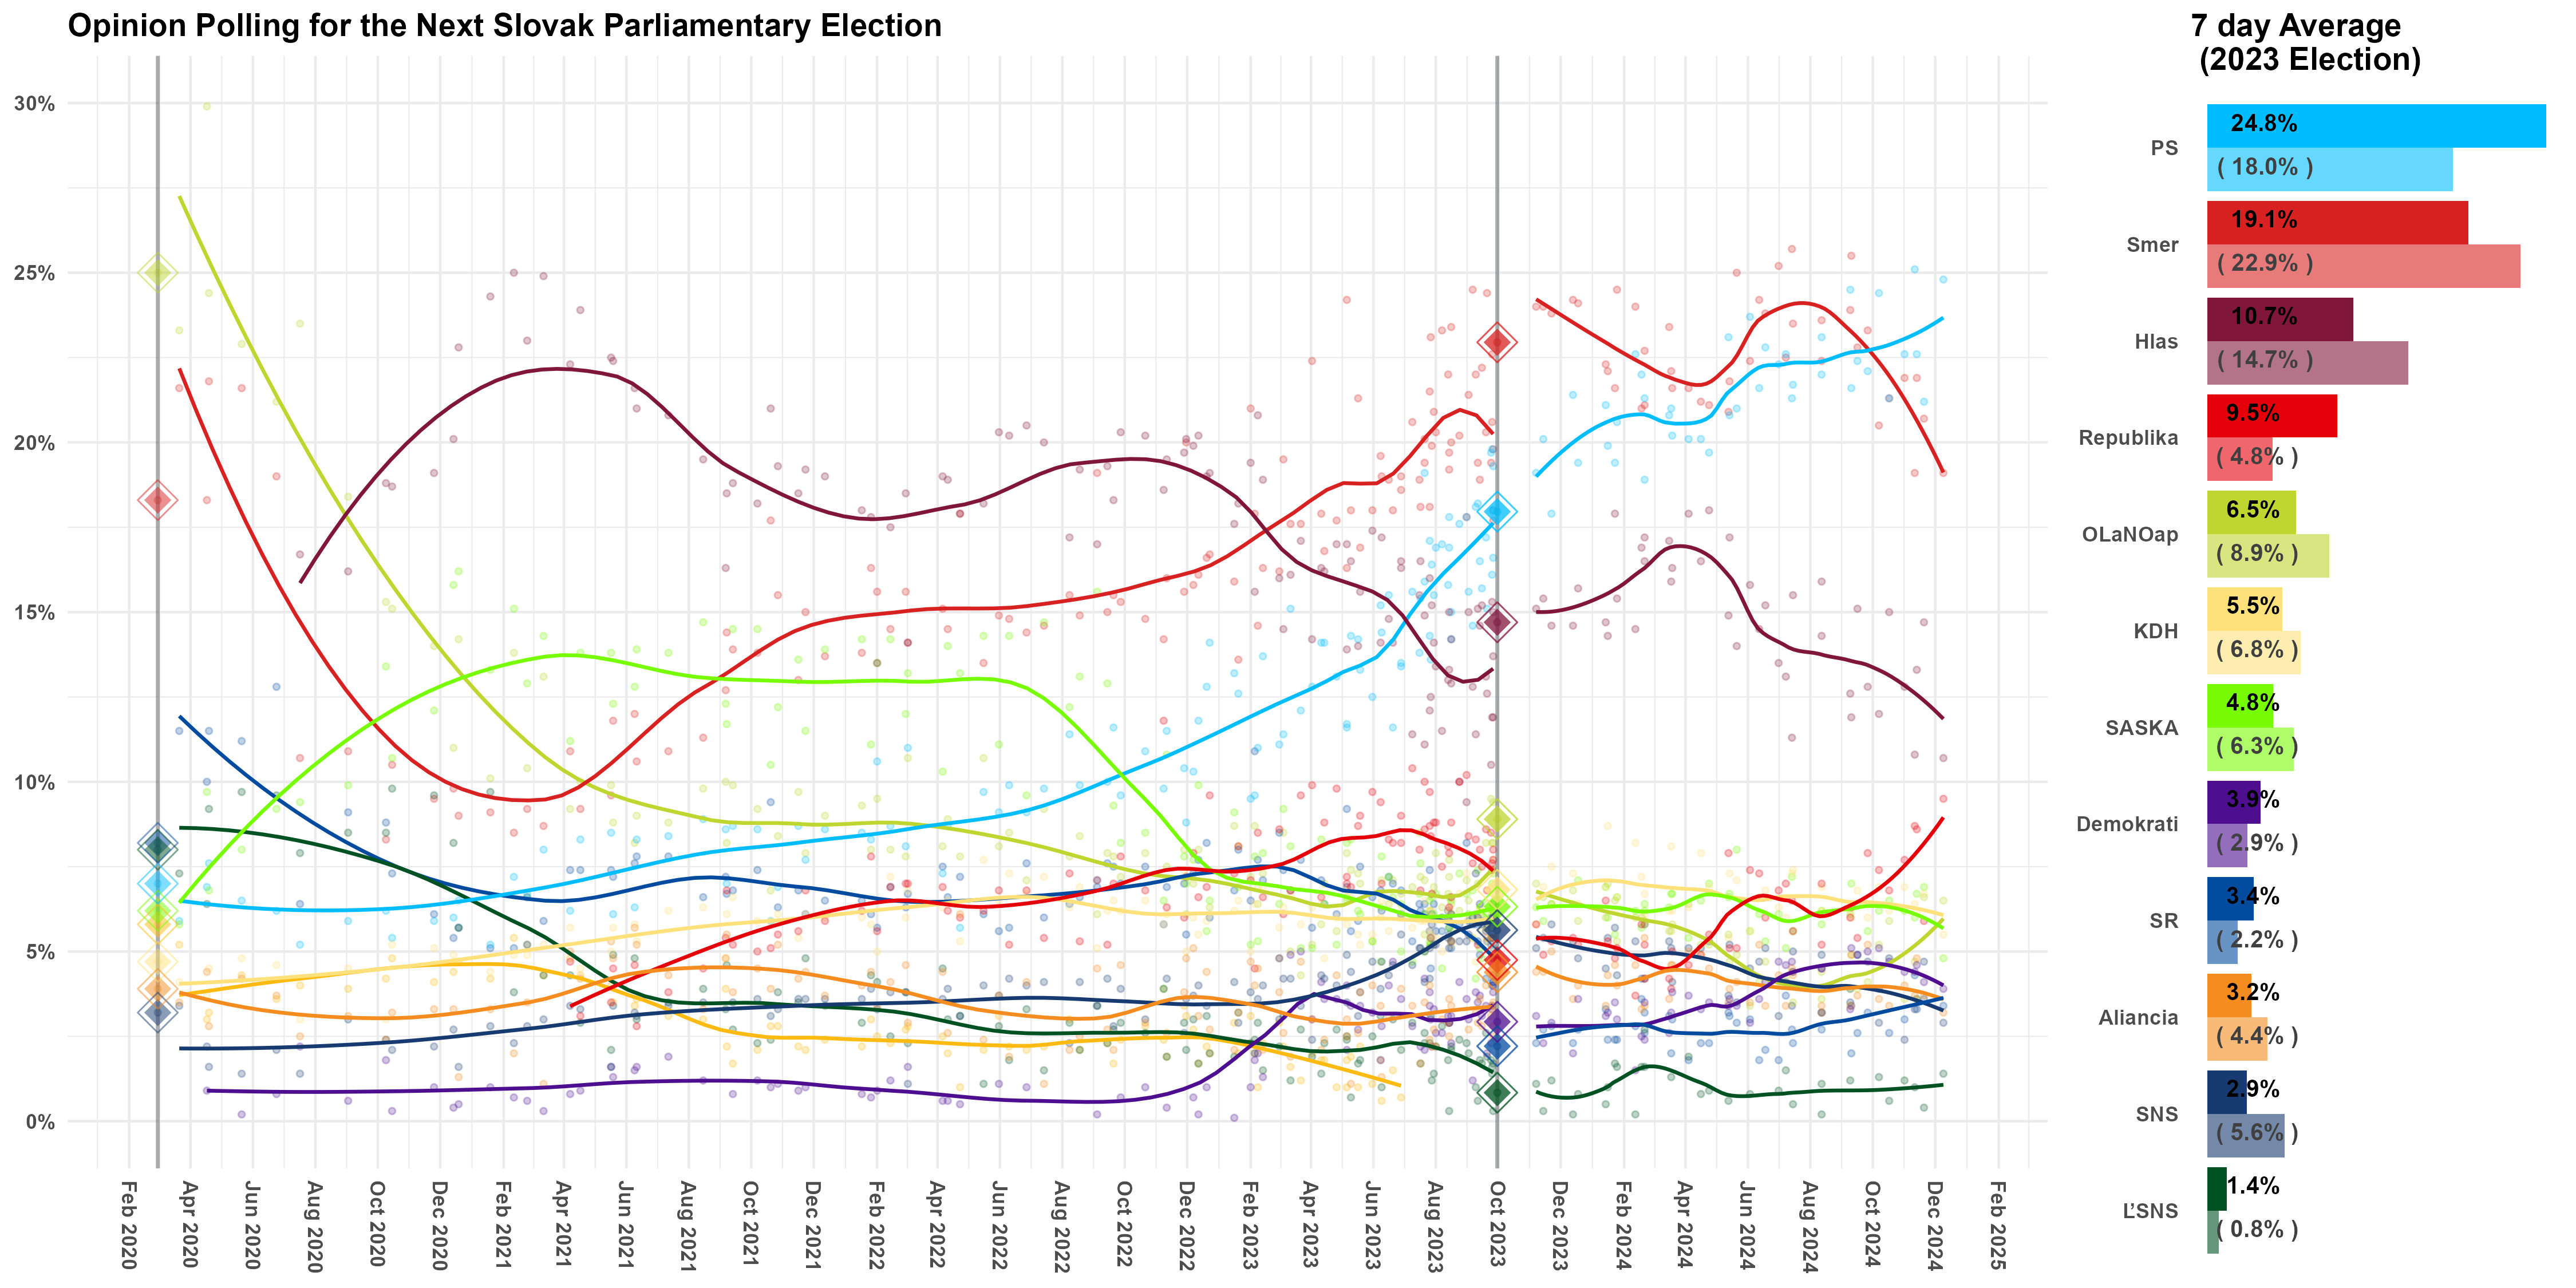 Opinion Polling for the Next Slovak Parliamentary Election
7 day Average
(2023 Election)
30%
25%
20%
15%
10%
5%
0%
Feb 2020
Apr 2020
Jun 2020
Aug 2020
Oct 2020
Dec 2020
Feb 2021
Apr 2021
Jun 2021
Aug 2021
Oct 2021
Dec 2021
Feb 2022
Apr 2022
Jun 2022
Aug 2022
Oct 2022
Dec 2022
Feb 2023
Apr 2023
Jun 2023
Aug 2023
Oct 2023
Dec 2023
Feb 2024
Apr 2024
Jun 2024
Aug 2024
Oct 2024
Dec 2024
Feb 2025
PS
24.8%
( 18.0% )
Smer
19.1%
( 22.9% )
Hlas
10.7%
( 14.7% )
Republika
9.5%
( 4.8% )
OLaNOap
6.5%
( 8.9% )
KDH
5.5%
( 6.8% )
SASKA
4.8%
( 6.3% )
Demokrati
3.9%
( 2.9% )
SR
3.4%
( 2.2% )
Aliancia
3.2%
( 4.4% )
SNS
2.9%
( 5.6% )
ĽSNS
1.4%
( 0.8% )